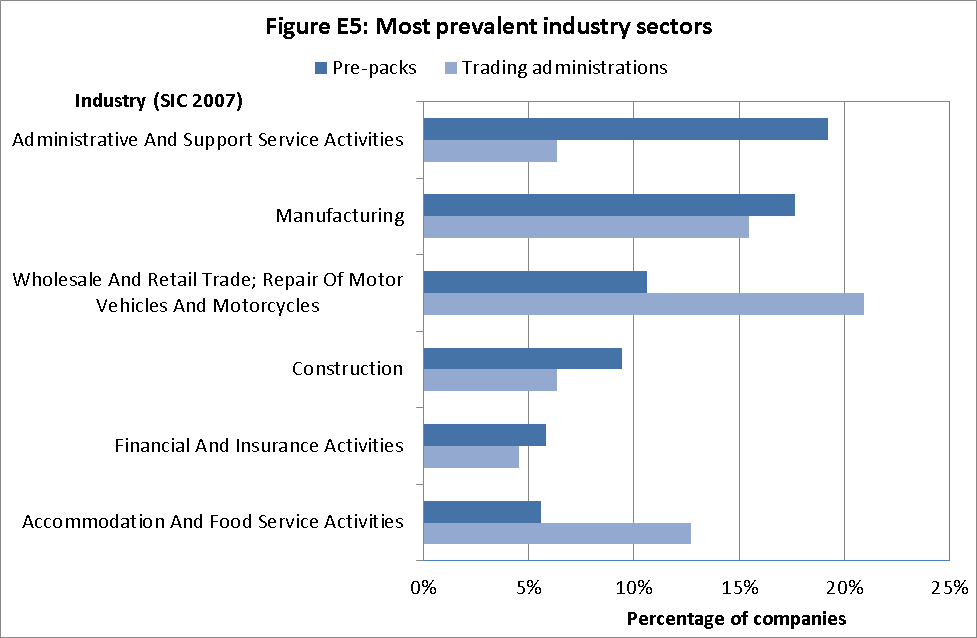 Figure E5: Most prevalent industry sectors
Pre-packs Trading administrations
Industry (SIC 2007)
Administrative And Support Service Activities
Manufacturing
Wholesale And Retail Trade; Repair Of Motor
Vehicles And Motorcycles
Construction
Financial And Insurance Activities
Accommodation And Food Service Activities
0% 5% 10% 15% 20% 25%
Percentage of companies